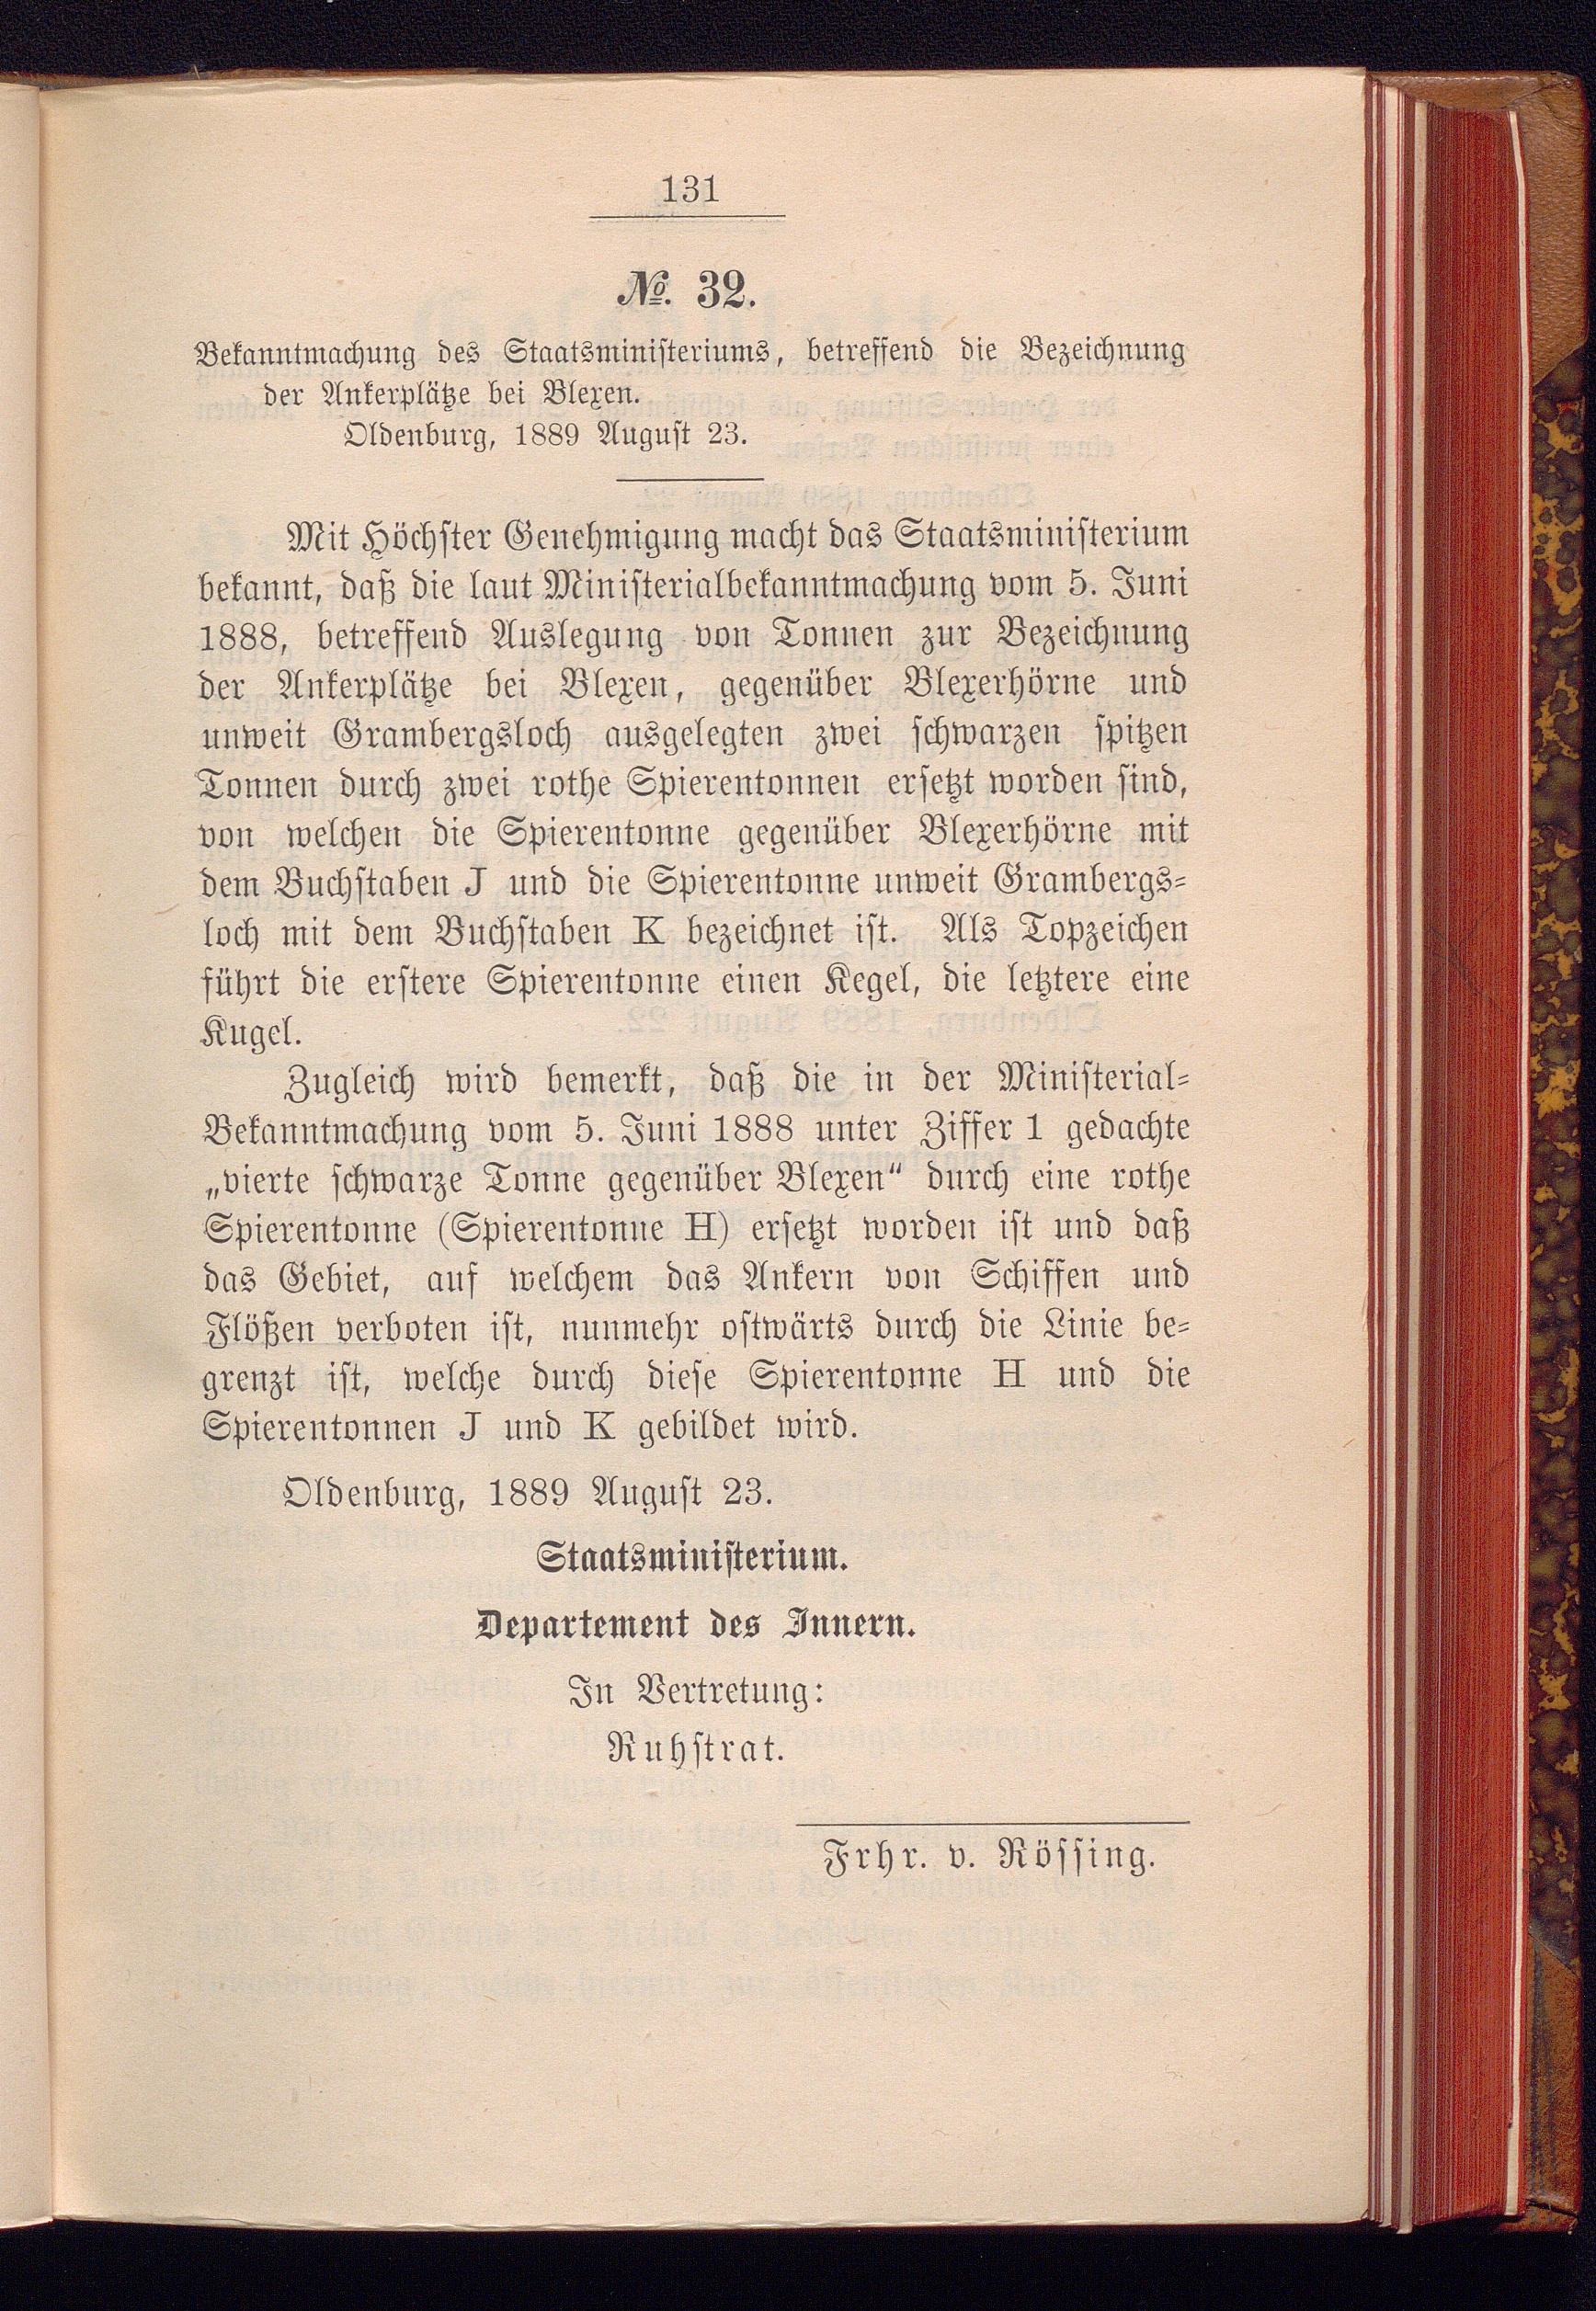 131
No. 32.
Bekanntmachung des Staatsministeriums, betreffend die Bezeichnung
der Ankerplätze bei Blexen.
Oldenburg, 1889 August 23.
Mit Höchster Genehmigung macht das Staatsministerium
bekannt, daß die laut Ministerialbekanntmachung vom 5. Juni
1888, betreffend Auslegung von Tonnen zur Bezeichnung
der Ankerplätze bei Blexen, gegenüber Blexerhörne und
unweit Grambergsloch ausgelegten zwei schwarzen spitzen
Tonnen durch zwei rothe Spierentonnen ersetzt worden sind,
von welchen die Spierentonne gegenüber Blexerhörne mit
dem Buchstaben J und die Spierentonne unweit Grambergs-
loch mit dem Buchstaben K bezeichnet ist. Als Topzeichen
führt die erstere Spierentonne einen Kegel, die letztere eine
Kugel.
Zugleich wird bemerkt, daß die in der Ministerial-
Bekanntmachung vom 5. Juni 1888 unter Ziffer 1 gedachte
„vierte schwarze Tonne gegenüber Blexen“ durch eine rothe
Spierentonne (Spierentonne H) ersetzt worden ist und daß
das Gebiet, auf welchem das Ankern von Schiffen und
Flößen verboten ist, nunmehr ostwärts durch die Linie be-
grenzt ist, welche durch diese Spierentonne H und die
Spierentonnen J und K gebildet wird.
Oldenburg, 1889 August 23.
Staatsministerium.
Departement des Innern.
In Vertretung:
Ruhstrat.
Frhr. v. Rössing.